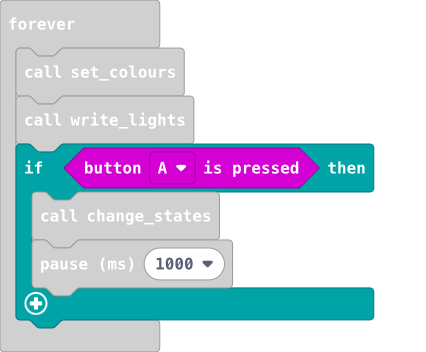 forever
call set_colours
call write_lights
if button A is pressed then
call change_states
pause (ms) 1000